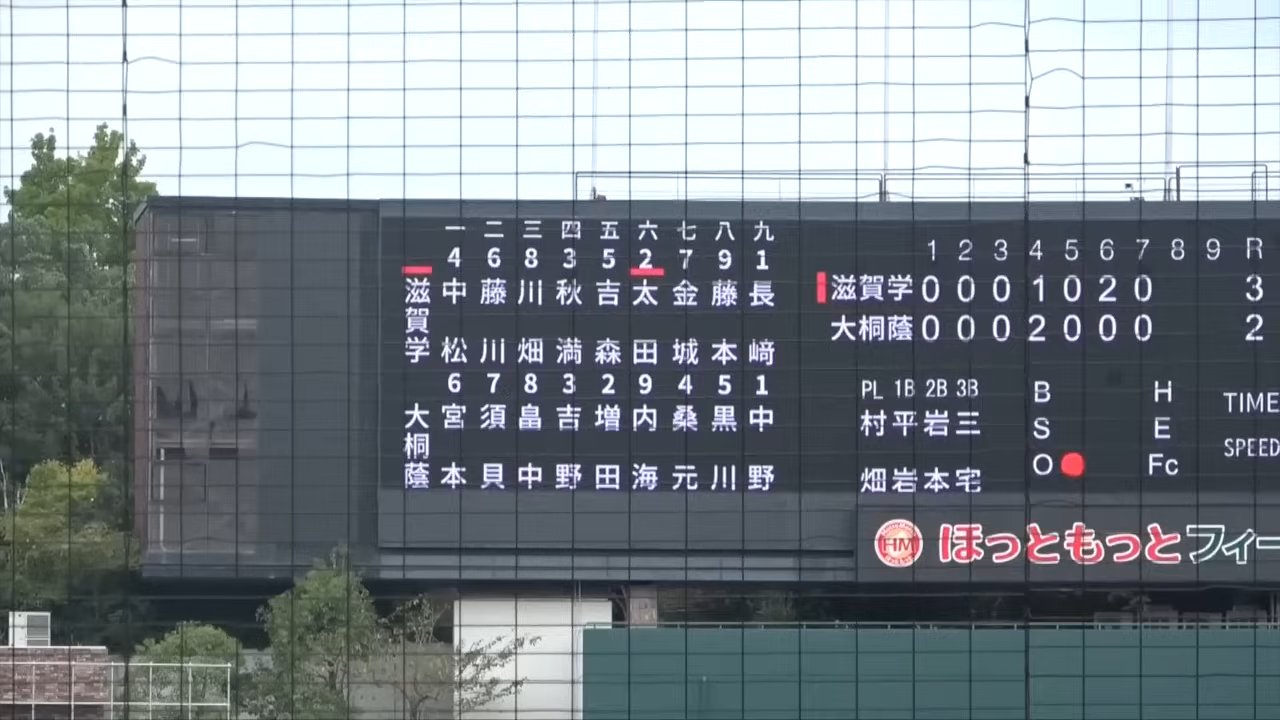 一 二 三 四 五 六 七 八 九
4 6 8 3 5 2 7 9 1
滋賀学 中松 藤川 川畑 秋満 吉森 太田 金城 藤本 長﨑
6 7 8 3 2 9 4 5 1
大桐蔭 宮本 須貝 畠中 吉野 増田 内海 桑元 黒川 中野
1 2 3 4 5 6 7 8 9 R
滋賀学 0 0 0 1 0 2 0 3
大桐蔭 0 0 0 2 0 0 0 2
PL 1B 2B 3B
村畑 平岩 岩本 三宅
B H
S E
O Fc
TIME
SPEED
HM ほっともっとフィー